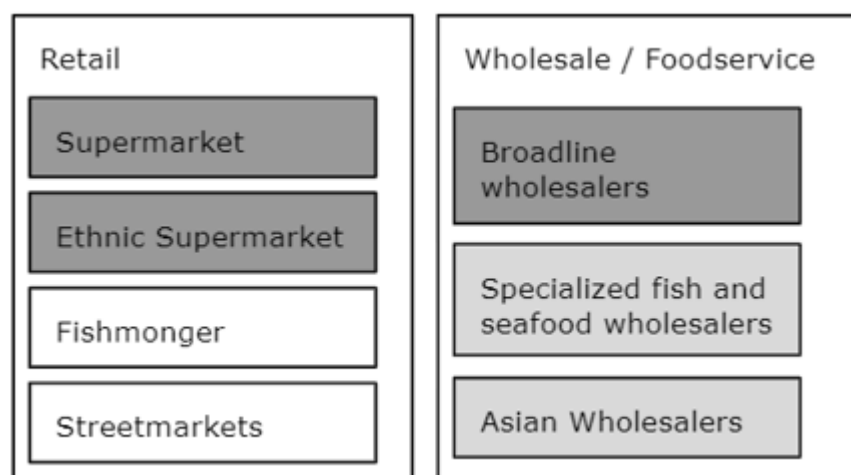 Retail
Supermarket
Ethnic Supermarket
Fishmonger
Streetmarkets
Wholesale / Foodservice
Broadline
wholesalers
Specialized fish and
seafood wholesalers
Asian Wholesalers